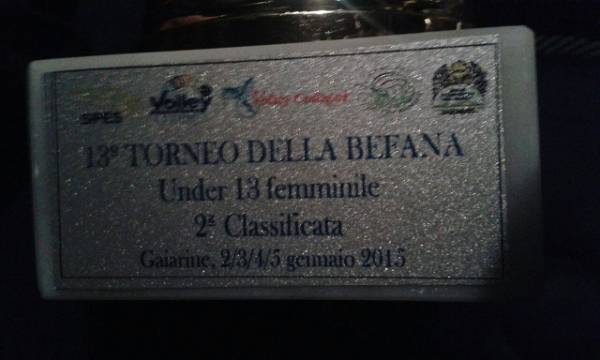 SPES Volley
13° TORNEO DELLA BEFANA
Under 13 femminile
2ª Classificata
Gaiarine, 2/3/4/5 gennaio 2015